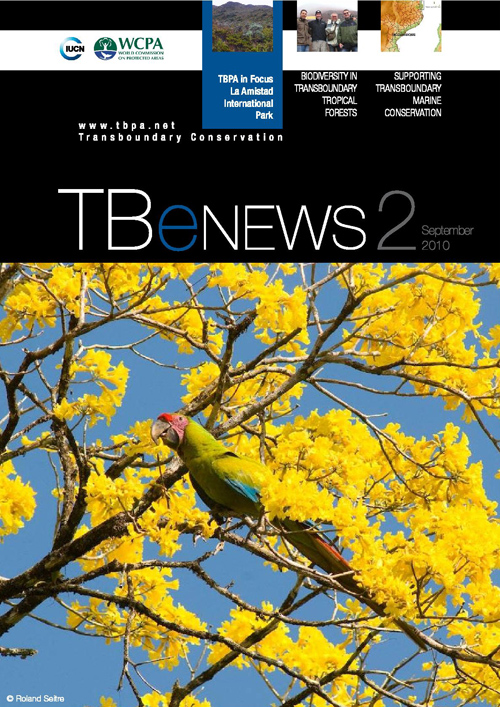 IUCN
WCPA
WORLD COMMISSION
ON PROTECTED AREAS
TBPA in Focus
La Amistad
International
Park
BIODIVERSITY IN
TRANSBOUNDARY
TROPICAL
FORESTS
SUPPORTING
TRANSBOUNDARY
MARINE
CONSERVATION
www.tbpa.net
Transboundary Conservation
TBeNEWS 2
September
2010
© Roland Seitre